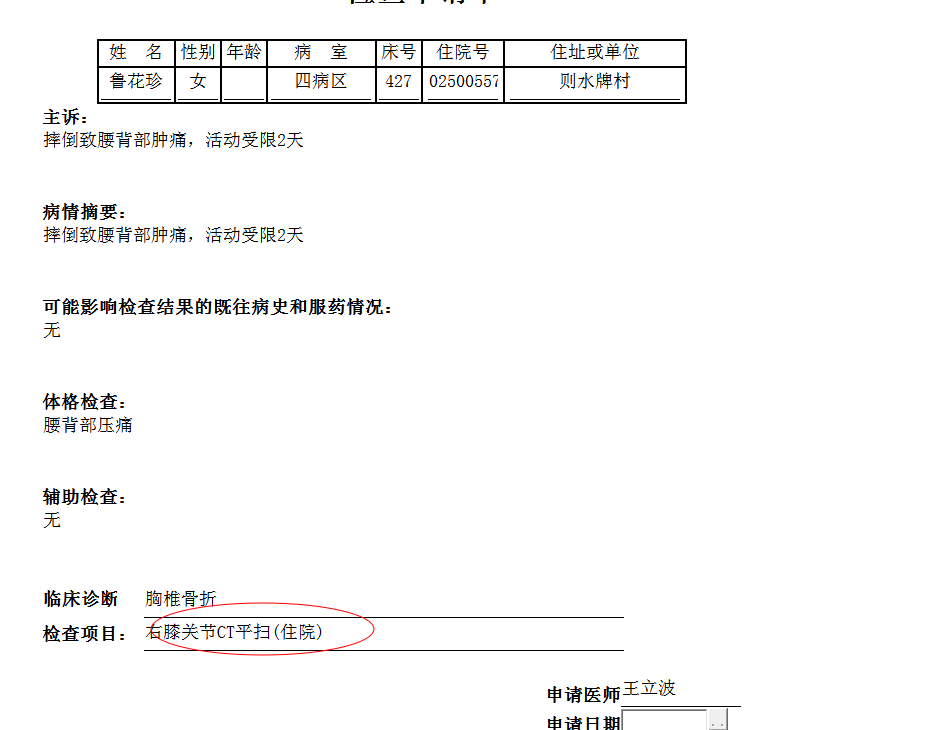 姓 名 性别 年龄 病 室 床号 住院号 住址或单位
鲁花珍 女 四病区 427 02500557 则水牌村
主诉：
摔倒致腰背部肿痛，活动受限2天
病情摘要：
摔倒致腰背部肿痛，活动受限2天
可能影响检查结果的既往病史和服药情况：
无
体格检查：
腰背部压痛
辅助检查：
无
临床诊断 胸椎骨折
检查项目： 右膝关节CT平扫(住院)
申请医师 王立波
申请日期 ..